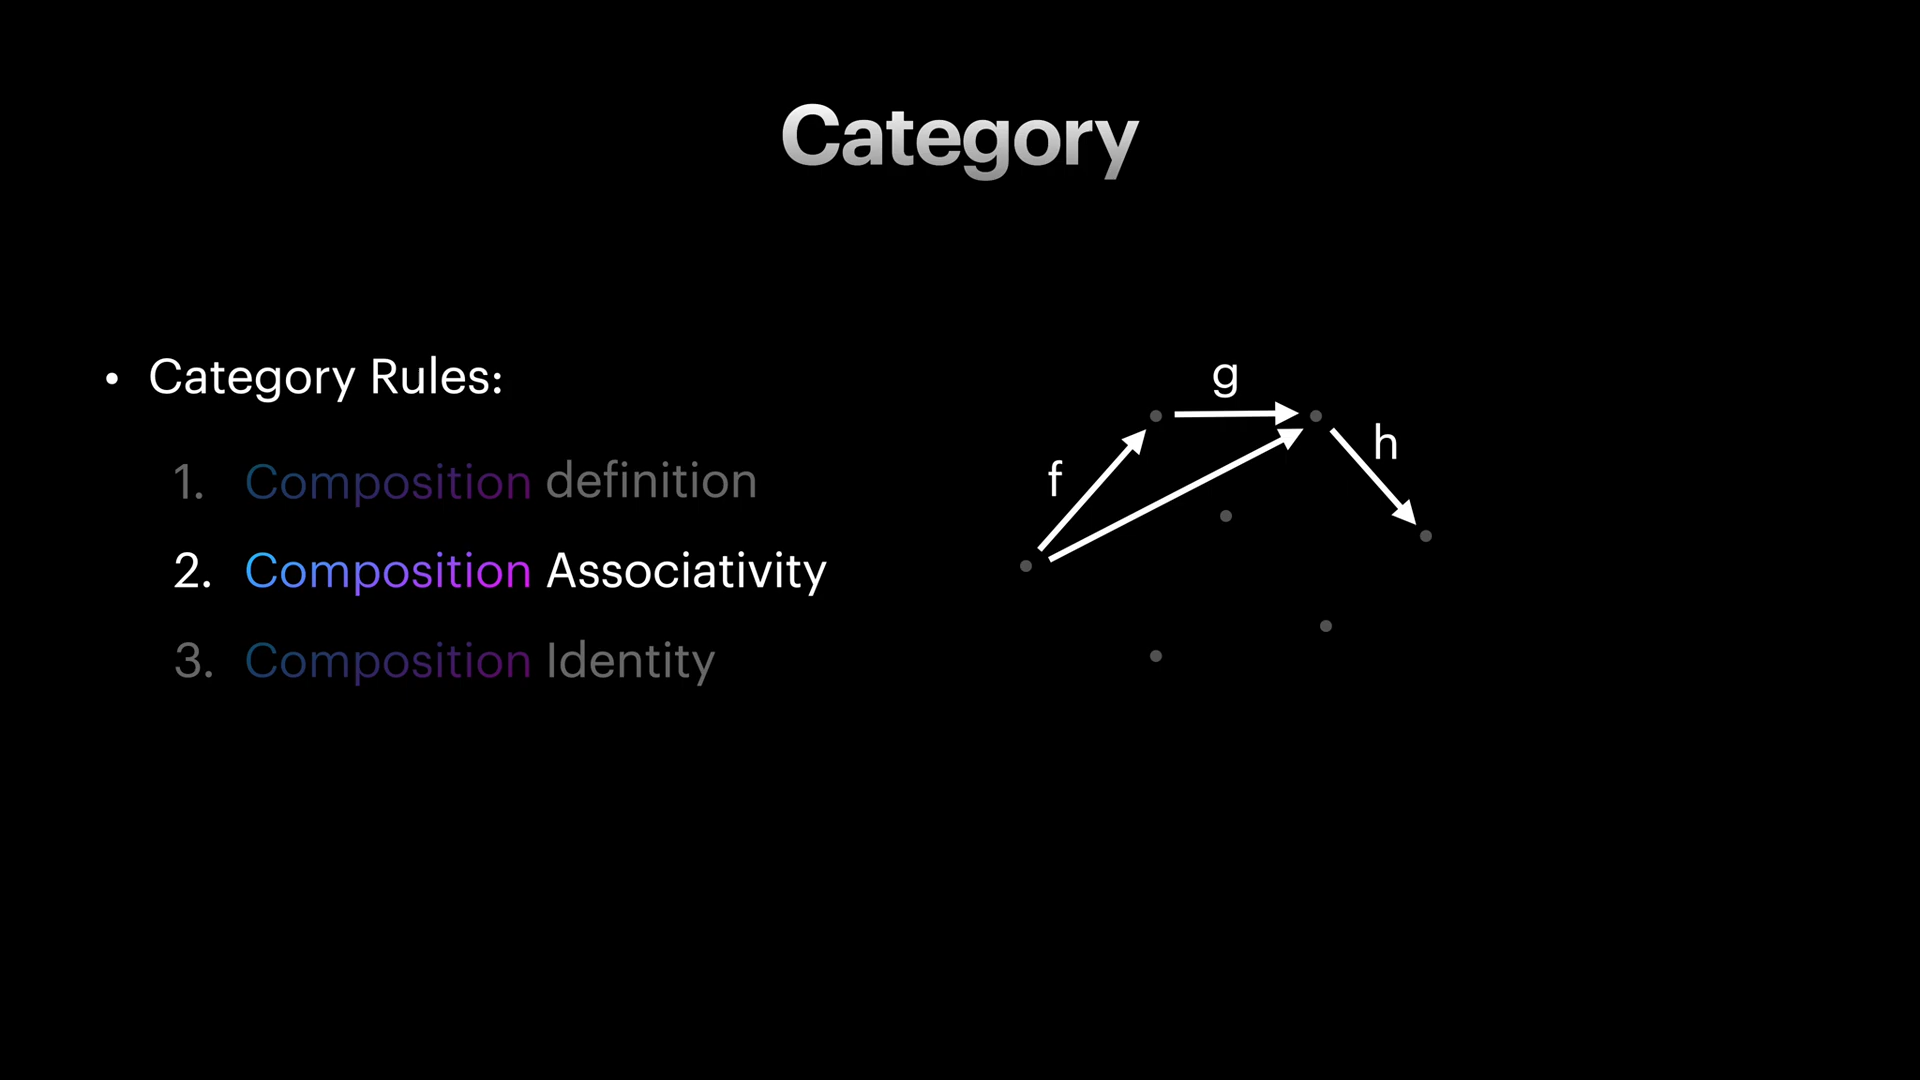 Category
• Category Rules:
1. Composition definition
2. Composition Associativity
3. Composition Identity
g
h
f